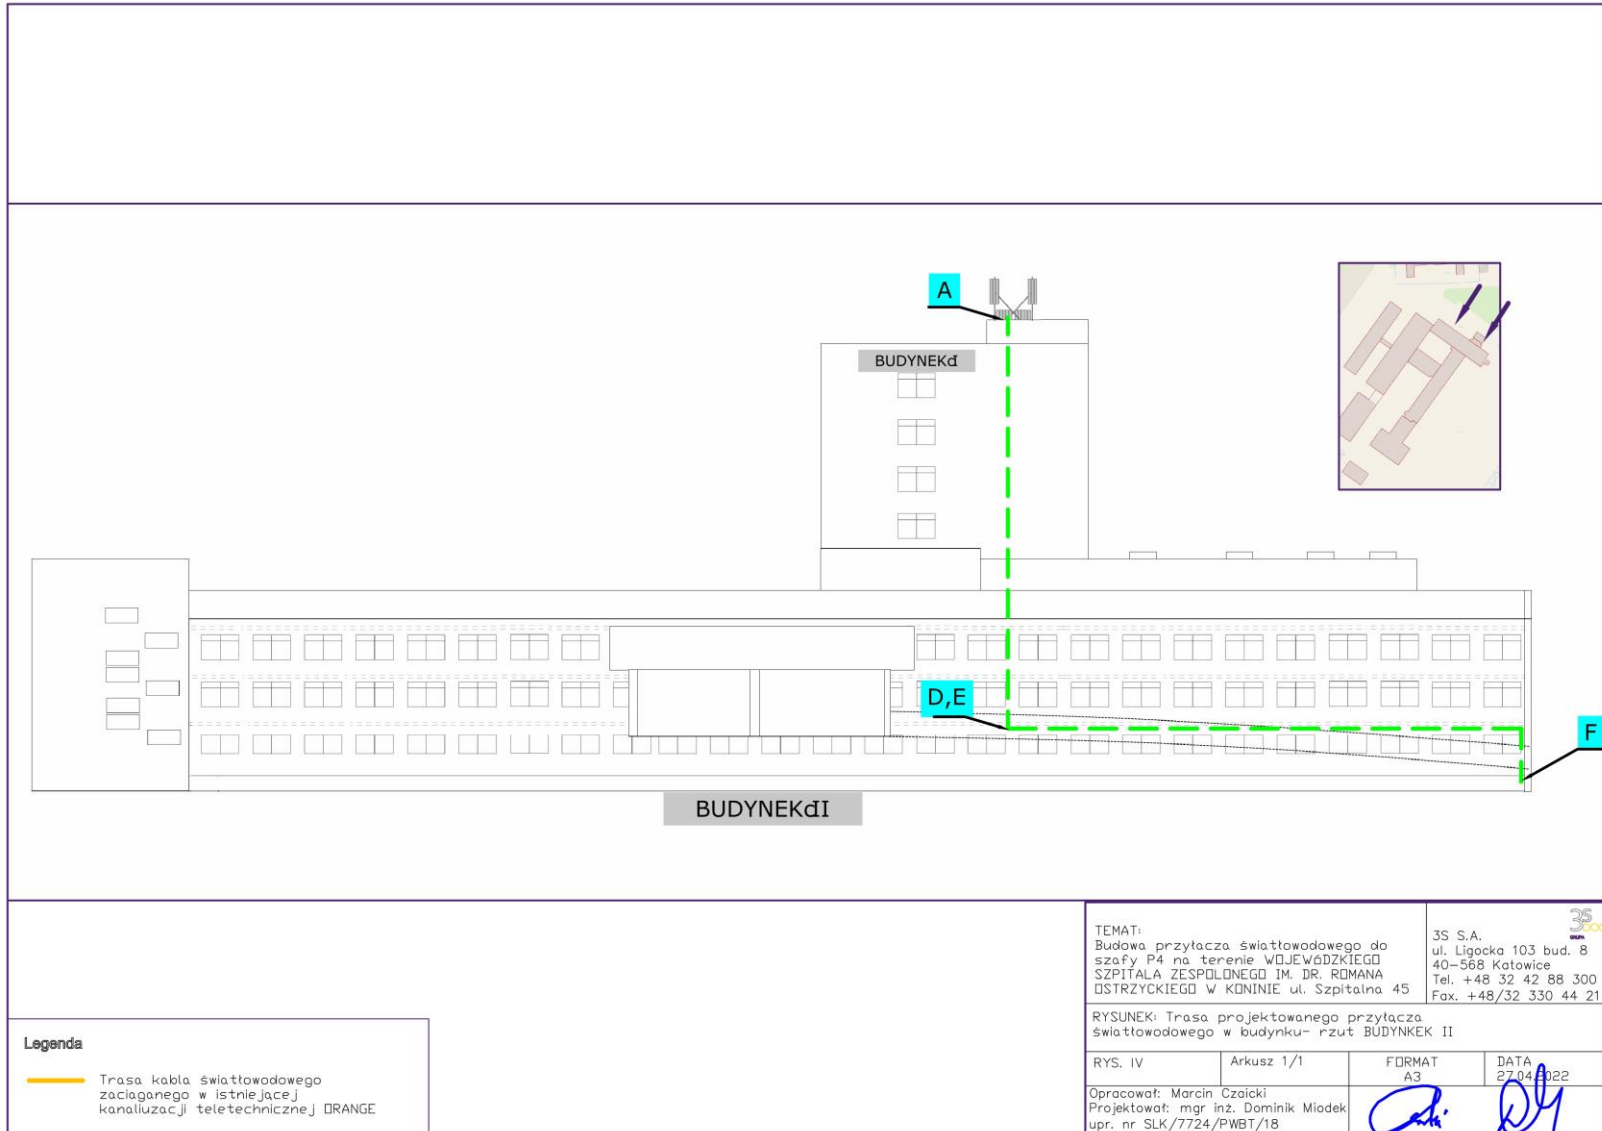 A
BUDYNEKdI
BUDYNEKd
D,E
F
TEMAT:
Budowa przyłacza światłowodowego do
szafy P4 na terenie WOJEWóDZKIEGO
SZPITALA ZESPOLONEGO IM. DR. ROMANA
OSTRZYCKIEGO W KONINIE ul. Szpitalna 45
3S
GRUPA
3S S.A.
ul. Ligocka 103 bud. 8
40-568 Katowice
Tel. +48 32 42 88 300
Fax. +48/32 330 44 21
RYSUNEK: Trasa projektowanego przyłącza
światłowodowego w budynku- rzut BUDYNKEK II
RYS. IV
Arkusz 1/1
FORMAT
A3
DATA
27.04.2022
Opracował: Marcin Czaicki
Projektował: mgr inż. Dominik Miodek
upr. nr SLK/7724/PWBT/18
Legenda
Trasa kabla światłowodowego
zaciaganego w istniejącej
kanaliuzacji teletechnicznej ORANGE